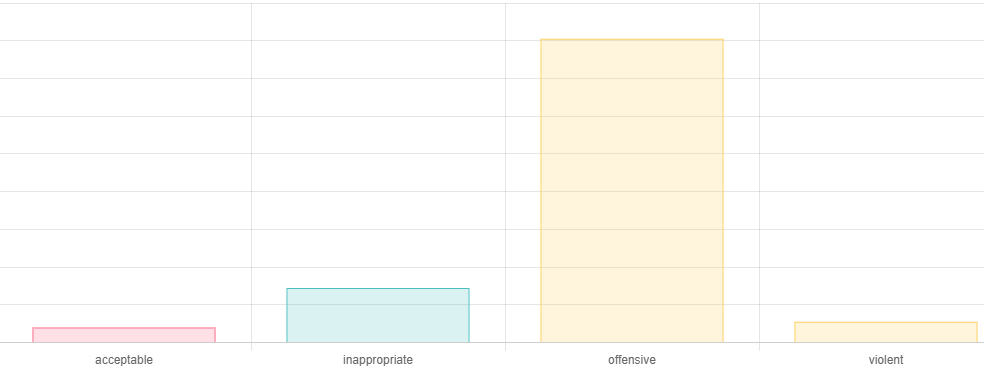 acceptable
inappropriate
offensive
violent